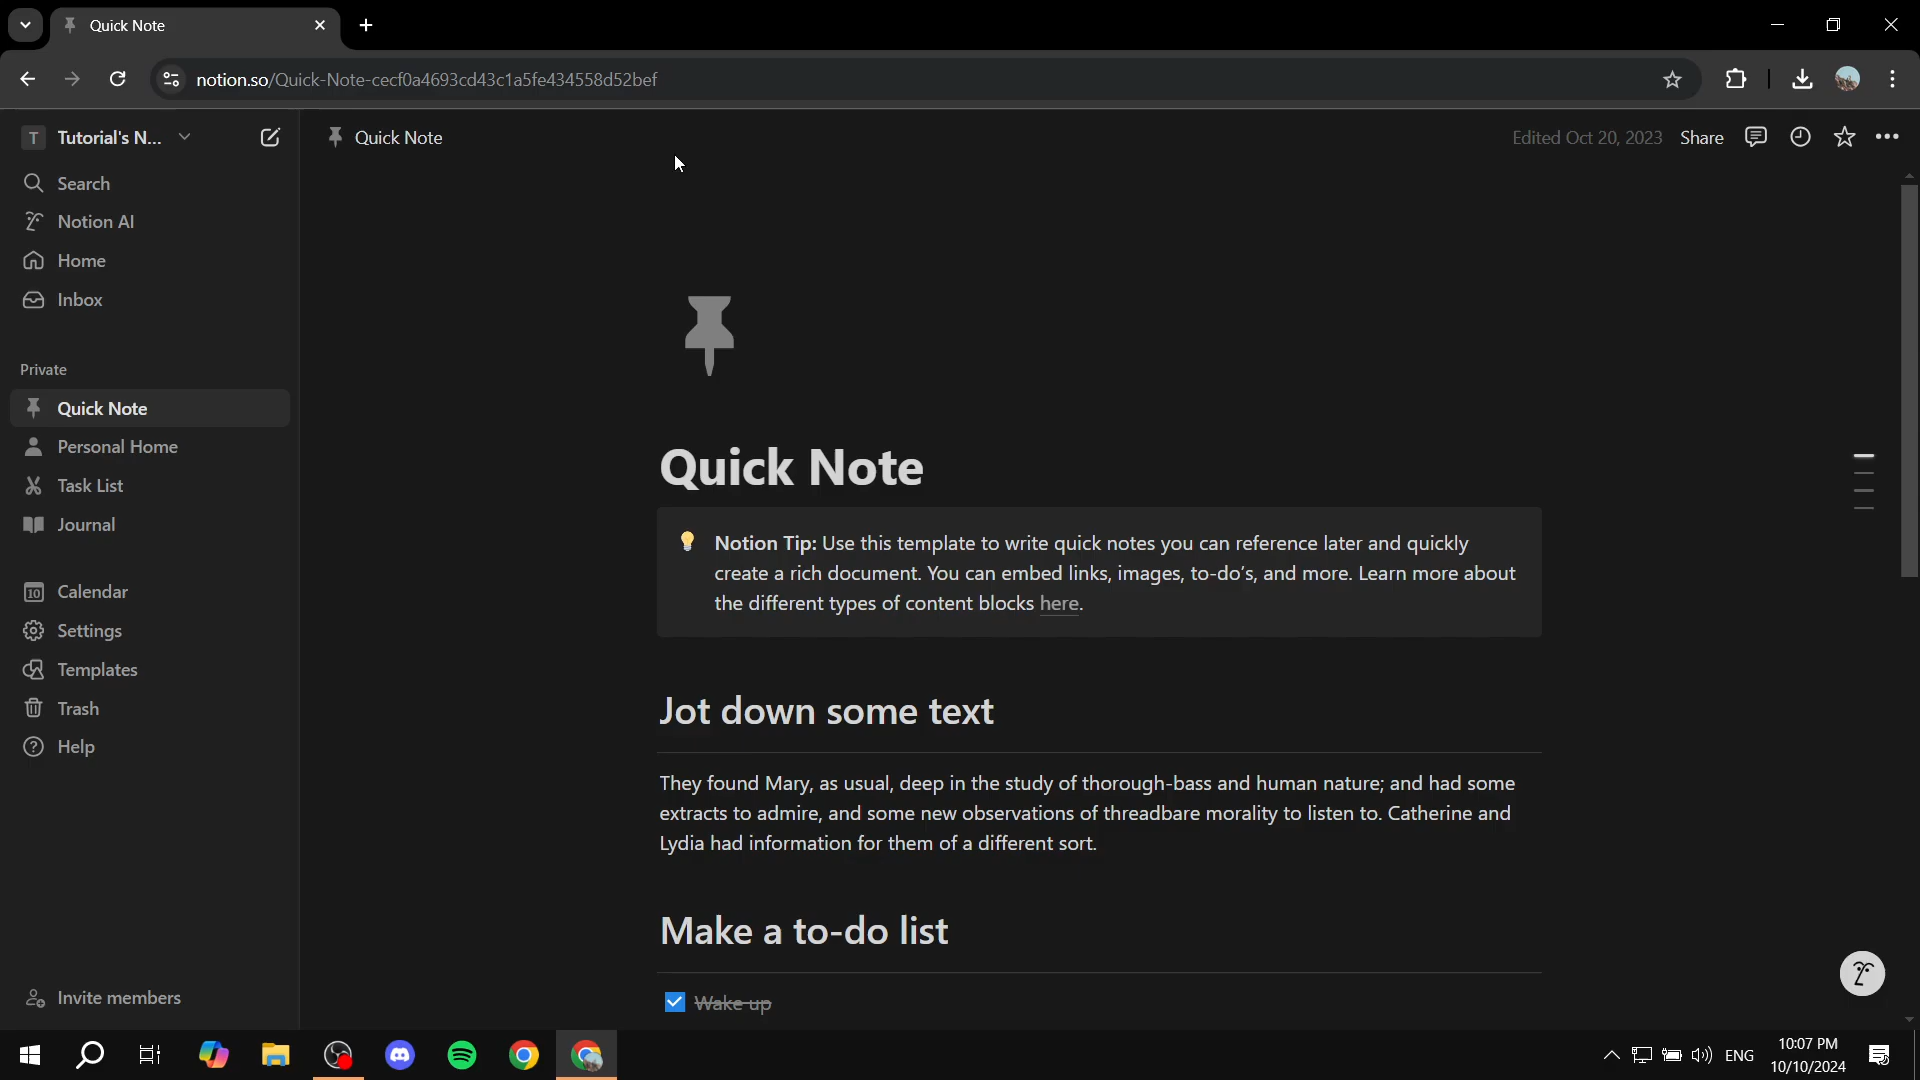 Quick Note
notion.so/Quick-Note-cecf0a4693cd43c1a5fe434558d52bef
T Tutorial's N...
Quick Note
Edited Oct 20, 2023 Share
Search
Notion AI
Home
Inbox
Private
Quick Note
Personal Home
Task List
Journal
10 Calendar
Settings
Templates
Trash
Help
Invite members
Quick Note
Notion Tip: Use this template to write quick notes you can reference later and quickly
create a rich document. You can embed links, images, to-do's, and more. Learn more about
the different types of content blocks here.
Jot down some text
They found Mary, as usual, deep in the study of thorough-bass and human nature; and had some
extracts to admire, and some new observations of threadbare morality to listen to. Catherine and
Lydia had information for them of a different sort.
Make a to-do list
Wake up
ENG
10:07 PM
10/10/2024